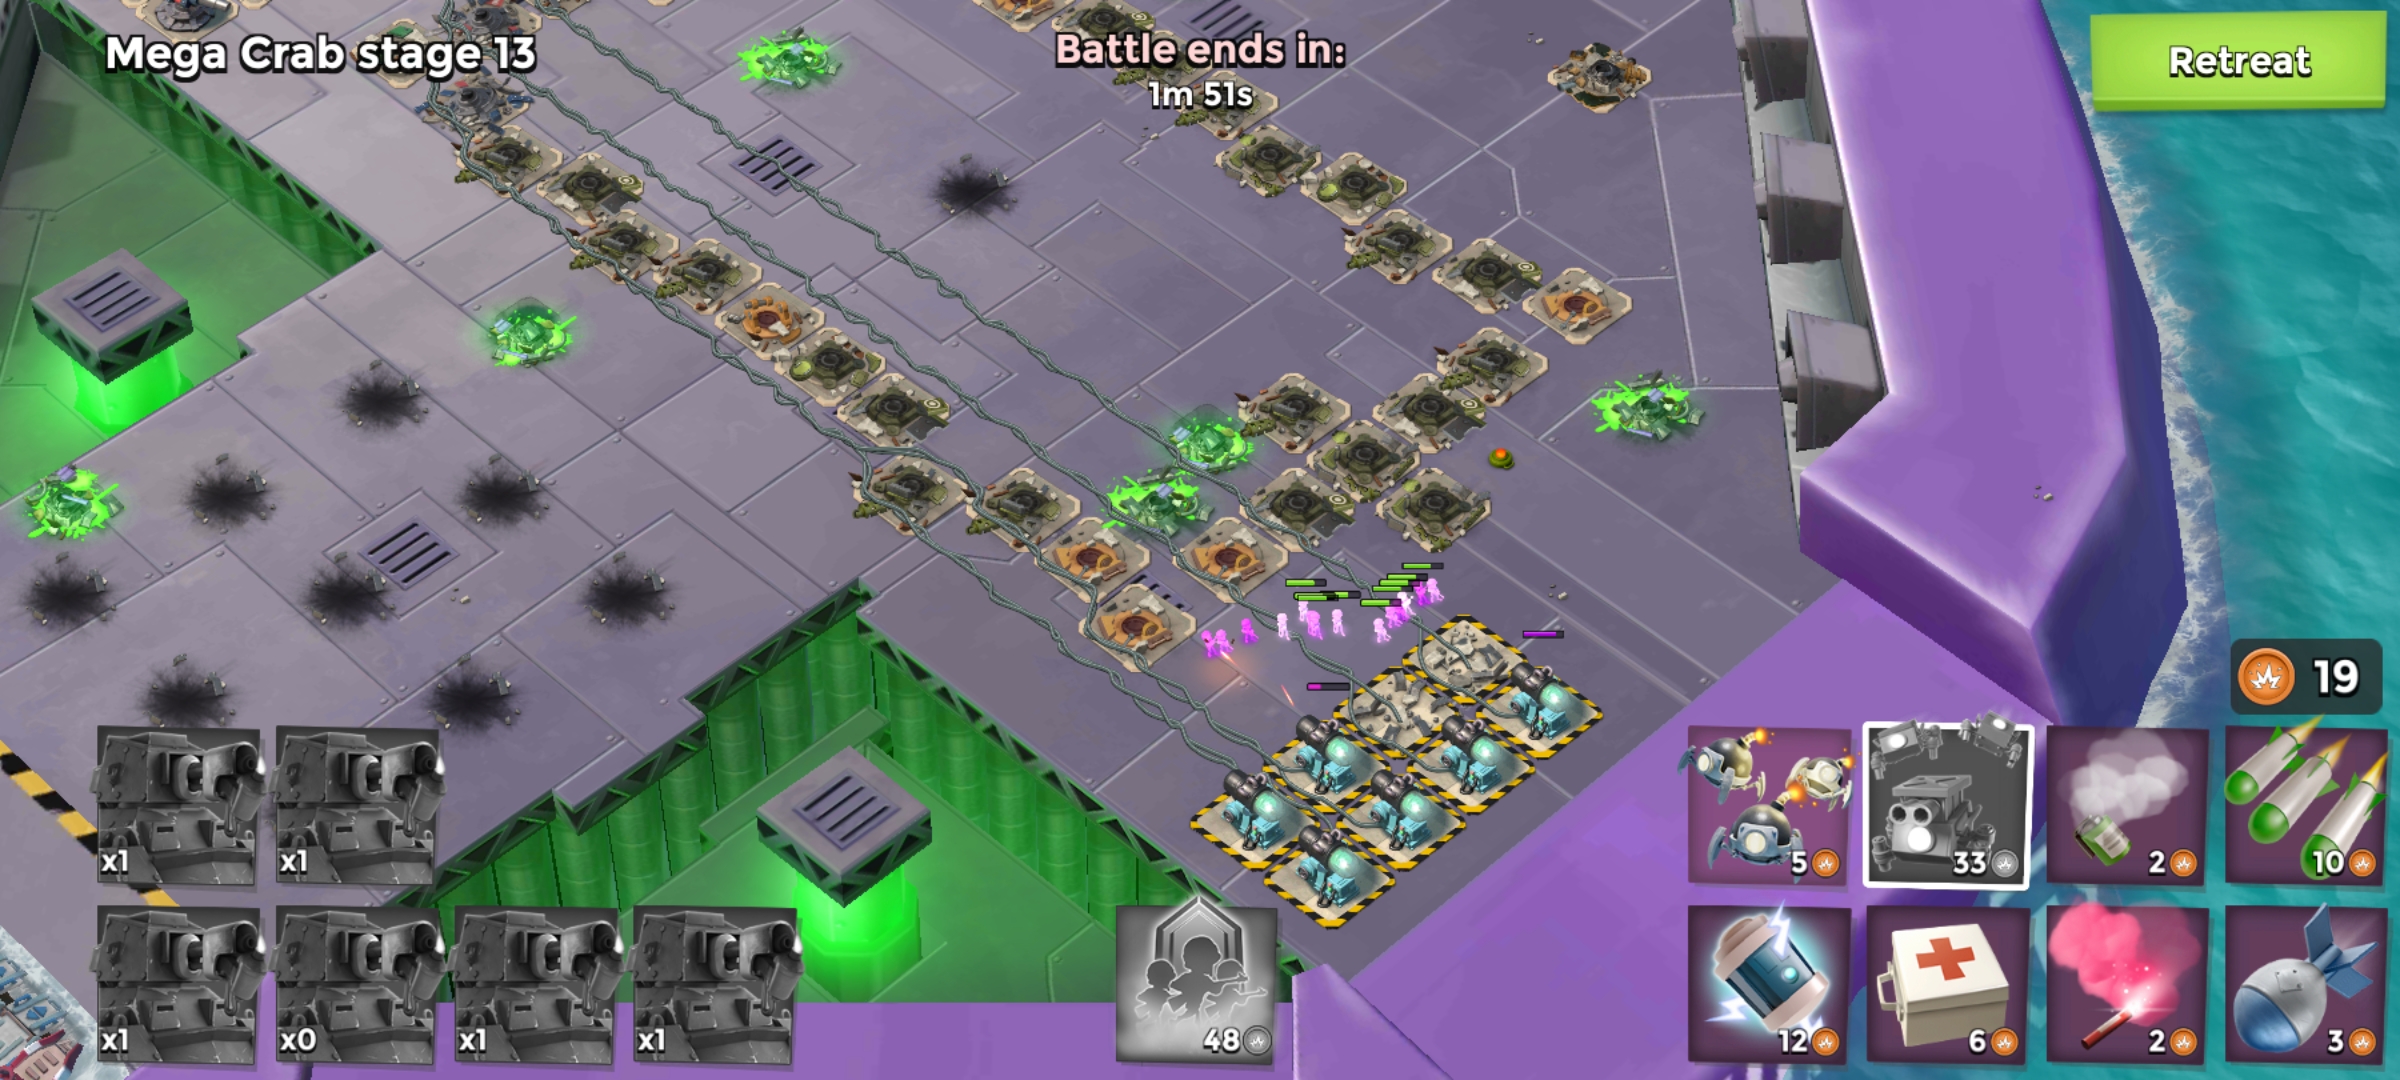 Mega Crab stage 13
Battle ends in:
1m 51s
Retreat
19
5
33
2
10
x1
x1
x1
x0
x1
x1
48
12
6
2
3